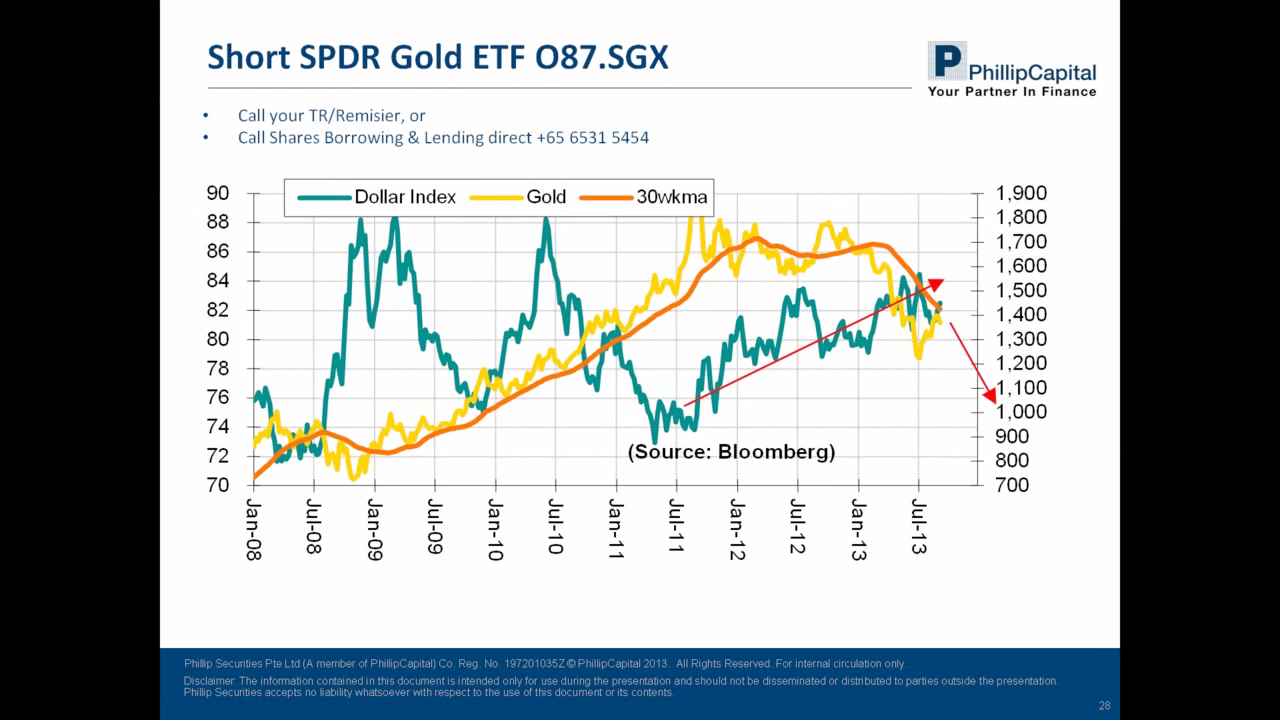 Short SPDR Gold ETF O87.SGX
PhillipCapital
Your Partner In Finance
• Call your TR/Remisier, or
• Call Shares Borrowing & Lending direct +65 6531 5454
Dollar Index Gold 30wkma
90
88
86
84
82
80
78
76
74
72
70
1,900
1,800
1,700
1,600
1,500
1,400
1,300
1,200
1,100
1,000
900
800
700
(Source: Bloomberg)
Jan-08
Jul-08
Jan-09
Jul-09
Jan-10
Jul-10
Jan-11
Jul-11
Jan-12
Jul-12
Jan-13
Jul-13
Phillip Securities Pte Ltd (A member of PhillipCapital) Co. Reg. No. 197201035Z © PhillipCapital 2013. All Rights Reserved. For internal circulation only.
Disclaimer: The information contained in this document is intended only for use during the presentation and should not be disseminated or distributed to parties outside the presentation.
Phillip Securities accepts no liability whatsoever with respect to the use of this document or its contents.
28